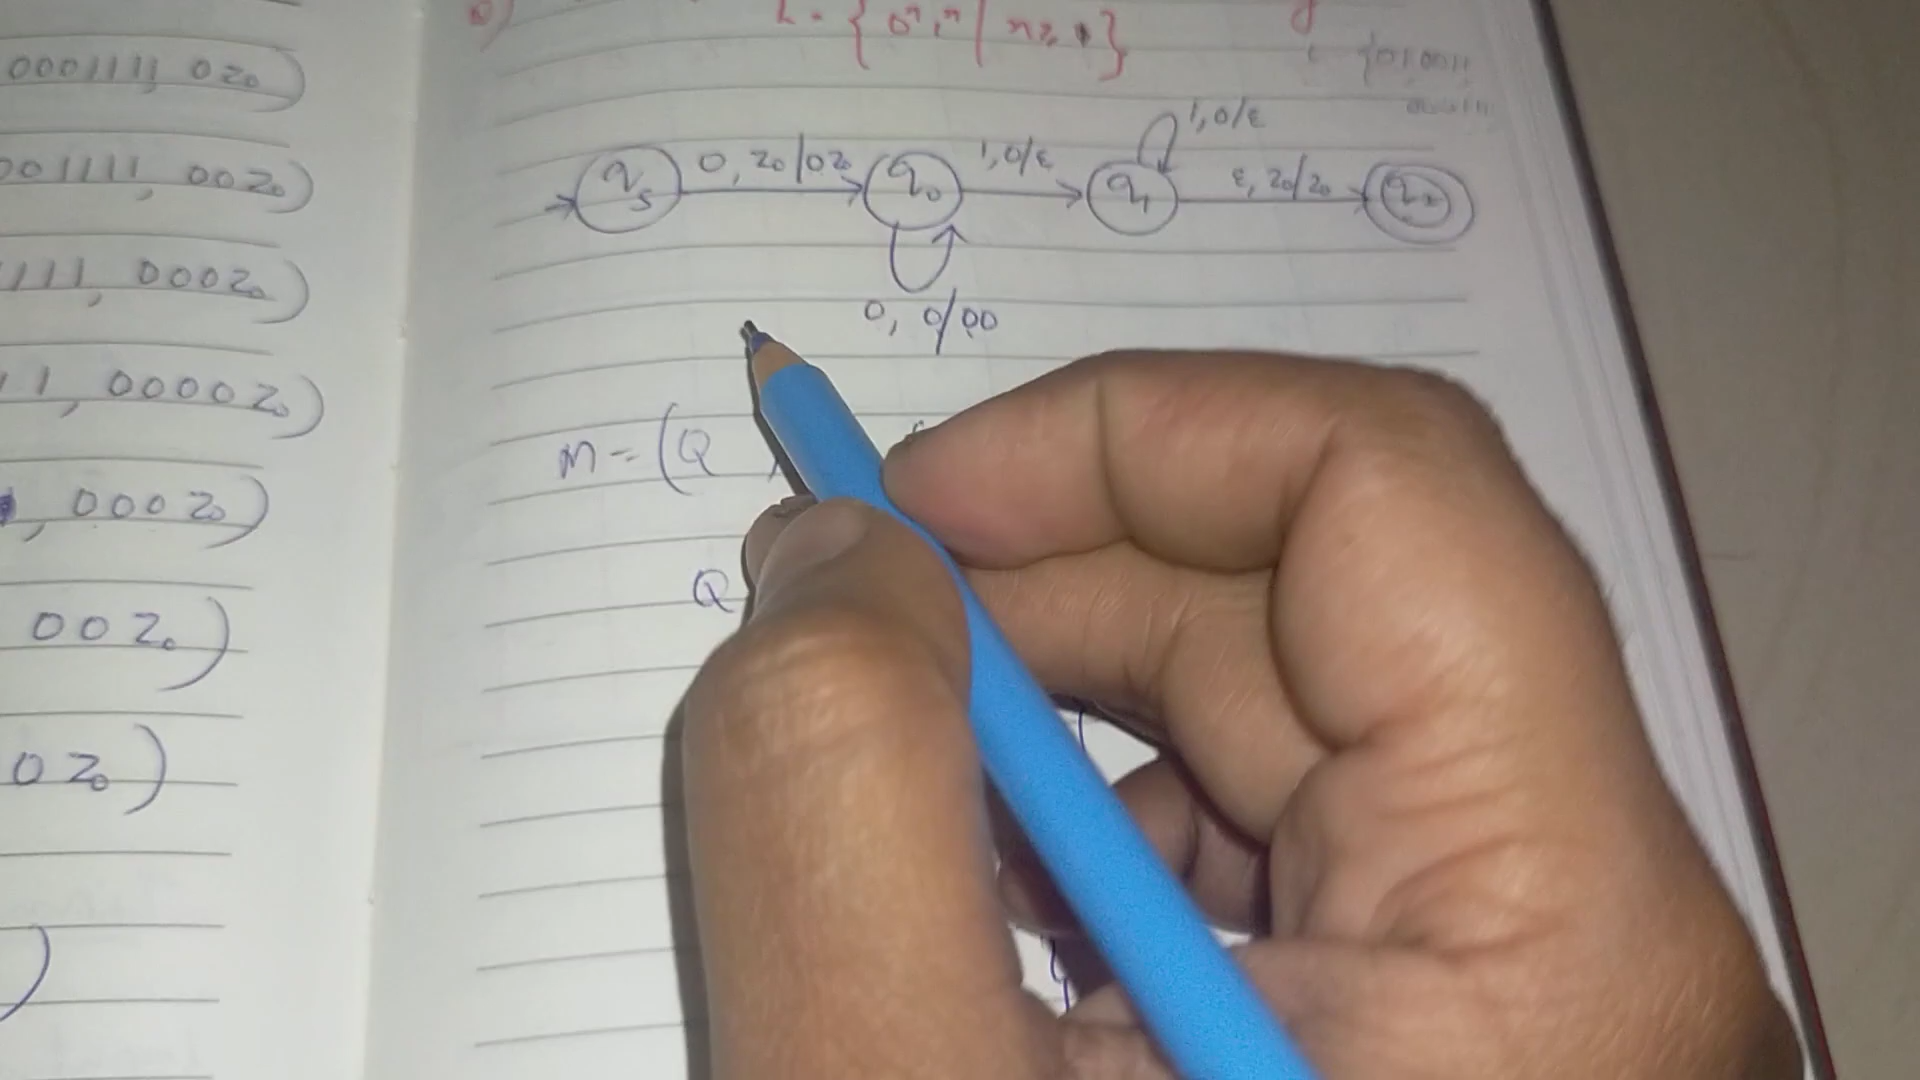 0001111, 0z₀)
001111, 00z₀)
111, 000z₀)
11, 0000z₀)
, 000z₀)
00z₀)
0z₀)
)
L = {0ⁿ1ⁿ | n≥1}
{01,0011,
qₛ
0, z₀/0z₀
q₀
1,0/ε
q₁
1,0/ε
ε, z₀/z₀
q₂
0, 0/00
M = (Q
Q